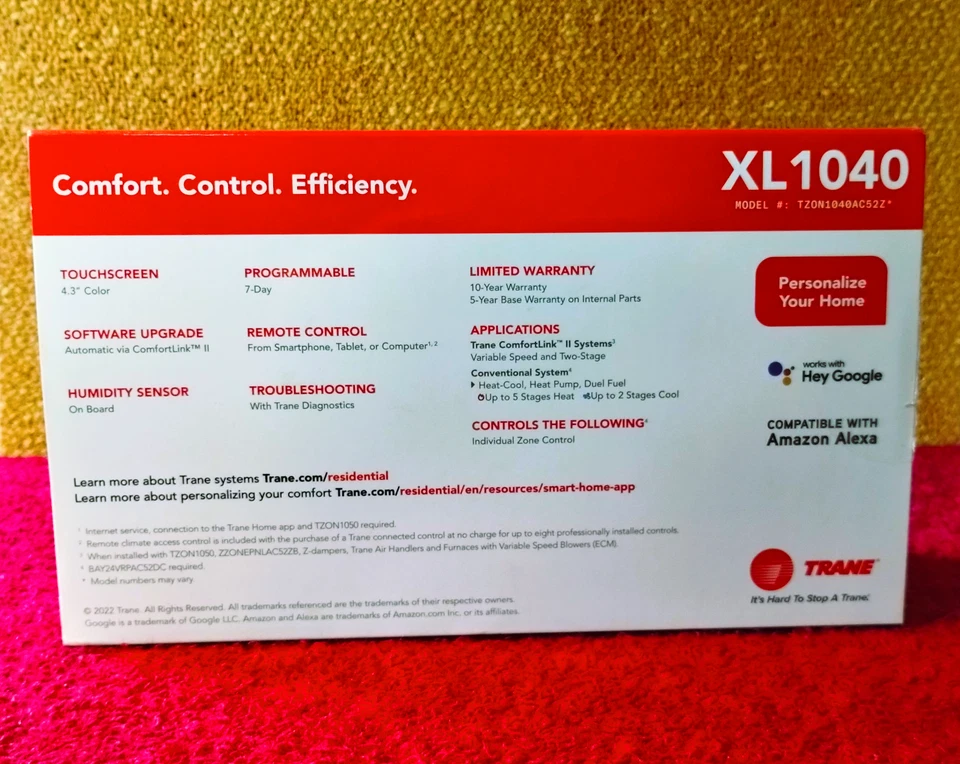 Comfort. Control. Efficiency.
XL1040
MODEL #: TZON1040AC52Z*
TOUCHSCREEN
4.3" Color
SOFTWARE UPGRADE
Automatic via ComfortLink™ II
HUMIDITY SENSOR
On Board
PROGRAMMABLE
7-Day
REMOTE CONTROL
From Smartphone, Tablet, or Computer¹,²
TROUBLESHOOTING
With Trane Diagnostics
LIMITED WARRANTY
10-Year Warranty
5-Year Base Warranty on Internal Parts
APPLICATIONS
Trane ComfortLink™ II Systems³
Variable Speed and Two-Stage
Conventional System⁴
Heat-Cool, Heat Pump, Duel Fuel
Up to 5 Stages Heat Up to 2 Stages Cool
CONTROLS THE FOLLOWING⁴
Individual Zone Control
Personalize
Your Home
works with
Hey Google
COMPATIBLE WITH
Amazon Alexa
Learn more about Trane systems Trane.com/residential
Learn more about personalizing your comfort Trane.com/residential/en/resources/smart-home-app
¹ Internet service, connection to the Trane Home app and TZON1050 required.
² Remote climate access control is included with the purchase of a Trane connected control at no charge for up to eight professionally installed controls.
³ When installed with TZON1050, ZZONEPNLAC52ZB, Z-dampers, Trane Air Handlers and Furnaces with Variable Speed Blowers (ECM).
⁴ BAY24VRPAC52DC required.
* Model numbers may vary
© 2022 Trane. All Rights Reserved. All trademarks referenced are the trademarks of their respective owners.
Google is a trademark of Google LLC. Amazon and Alexa are trademarks of Amazon.com Inc. or its affiliates.
TRANE®
It's Hard To Stop A Trane.®